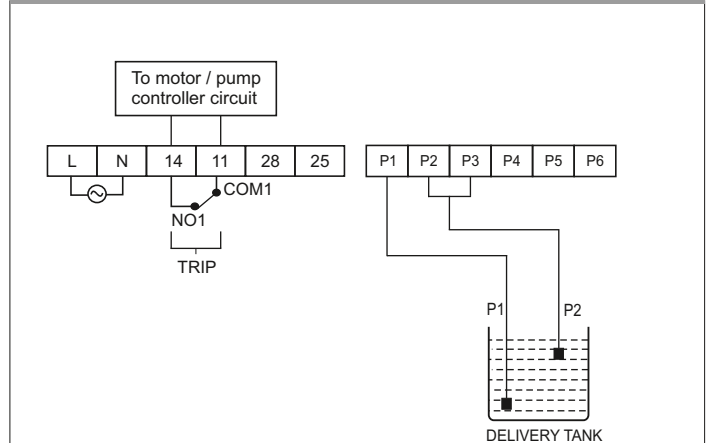 To motor / pump
controller circuit
L N 14 11 28 25
P1 P2 P3 P4 P5 P6
COM1
NO1
TRIP
P1 P2
DELIVERY TANK